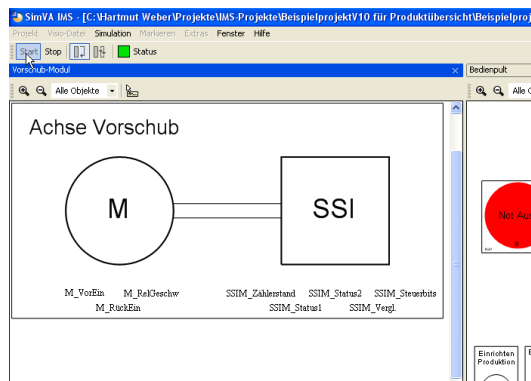 SimVA IMS - [C:\Hartmut Weber\Projekte\IMS-Projekte\BeispielprojektV10 für Produktübersicht\Beispielproj
Projekt Visio-Datei Simulation Markieren Extras Fenster Hilfe
Start Stop Status
Vorschub-Modul
Bedienpult
Alle Objekte
Alle
Achse Vorschub
M
SSI
Not Au
M_VorEin M_RelGeschw SSIM_Zählerstand SSIM_Status2 SSIM_Steuerbits
M_RückEin SSIM_Status1 SSIM_Vergl.
Einrichten
Produktion